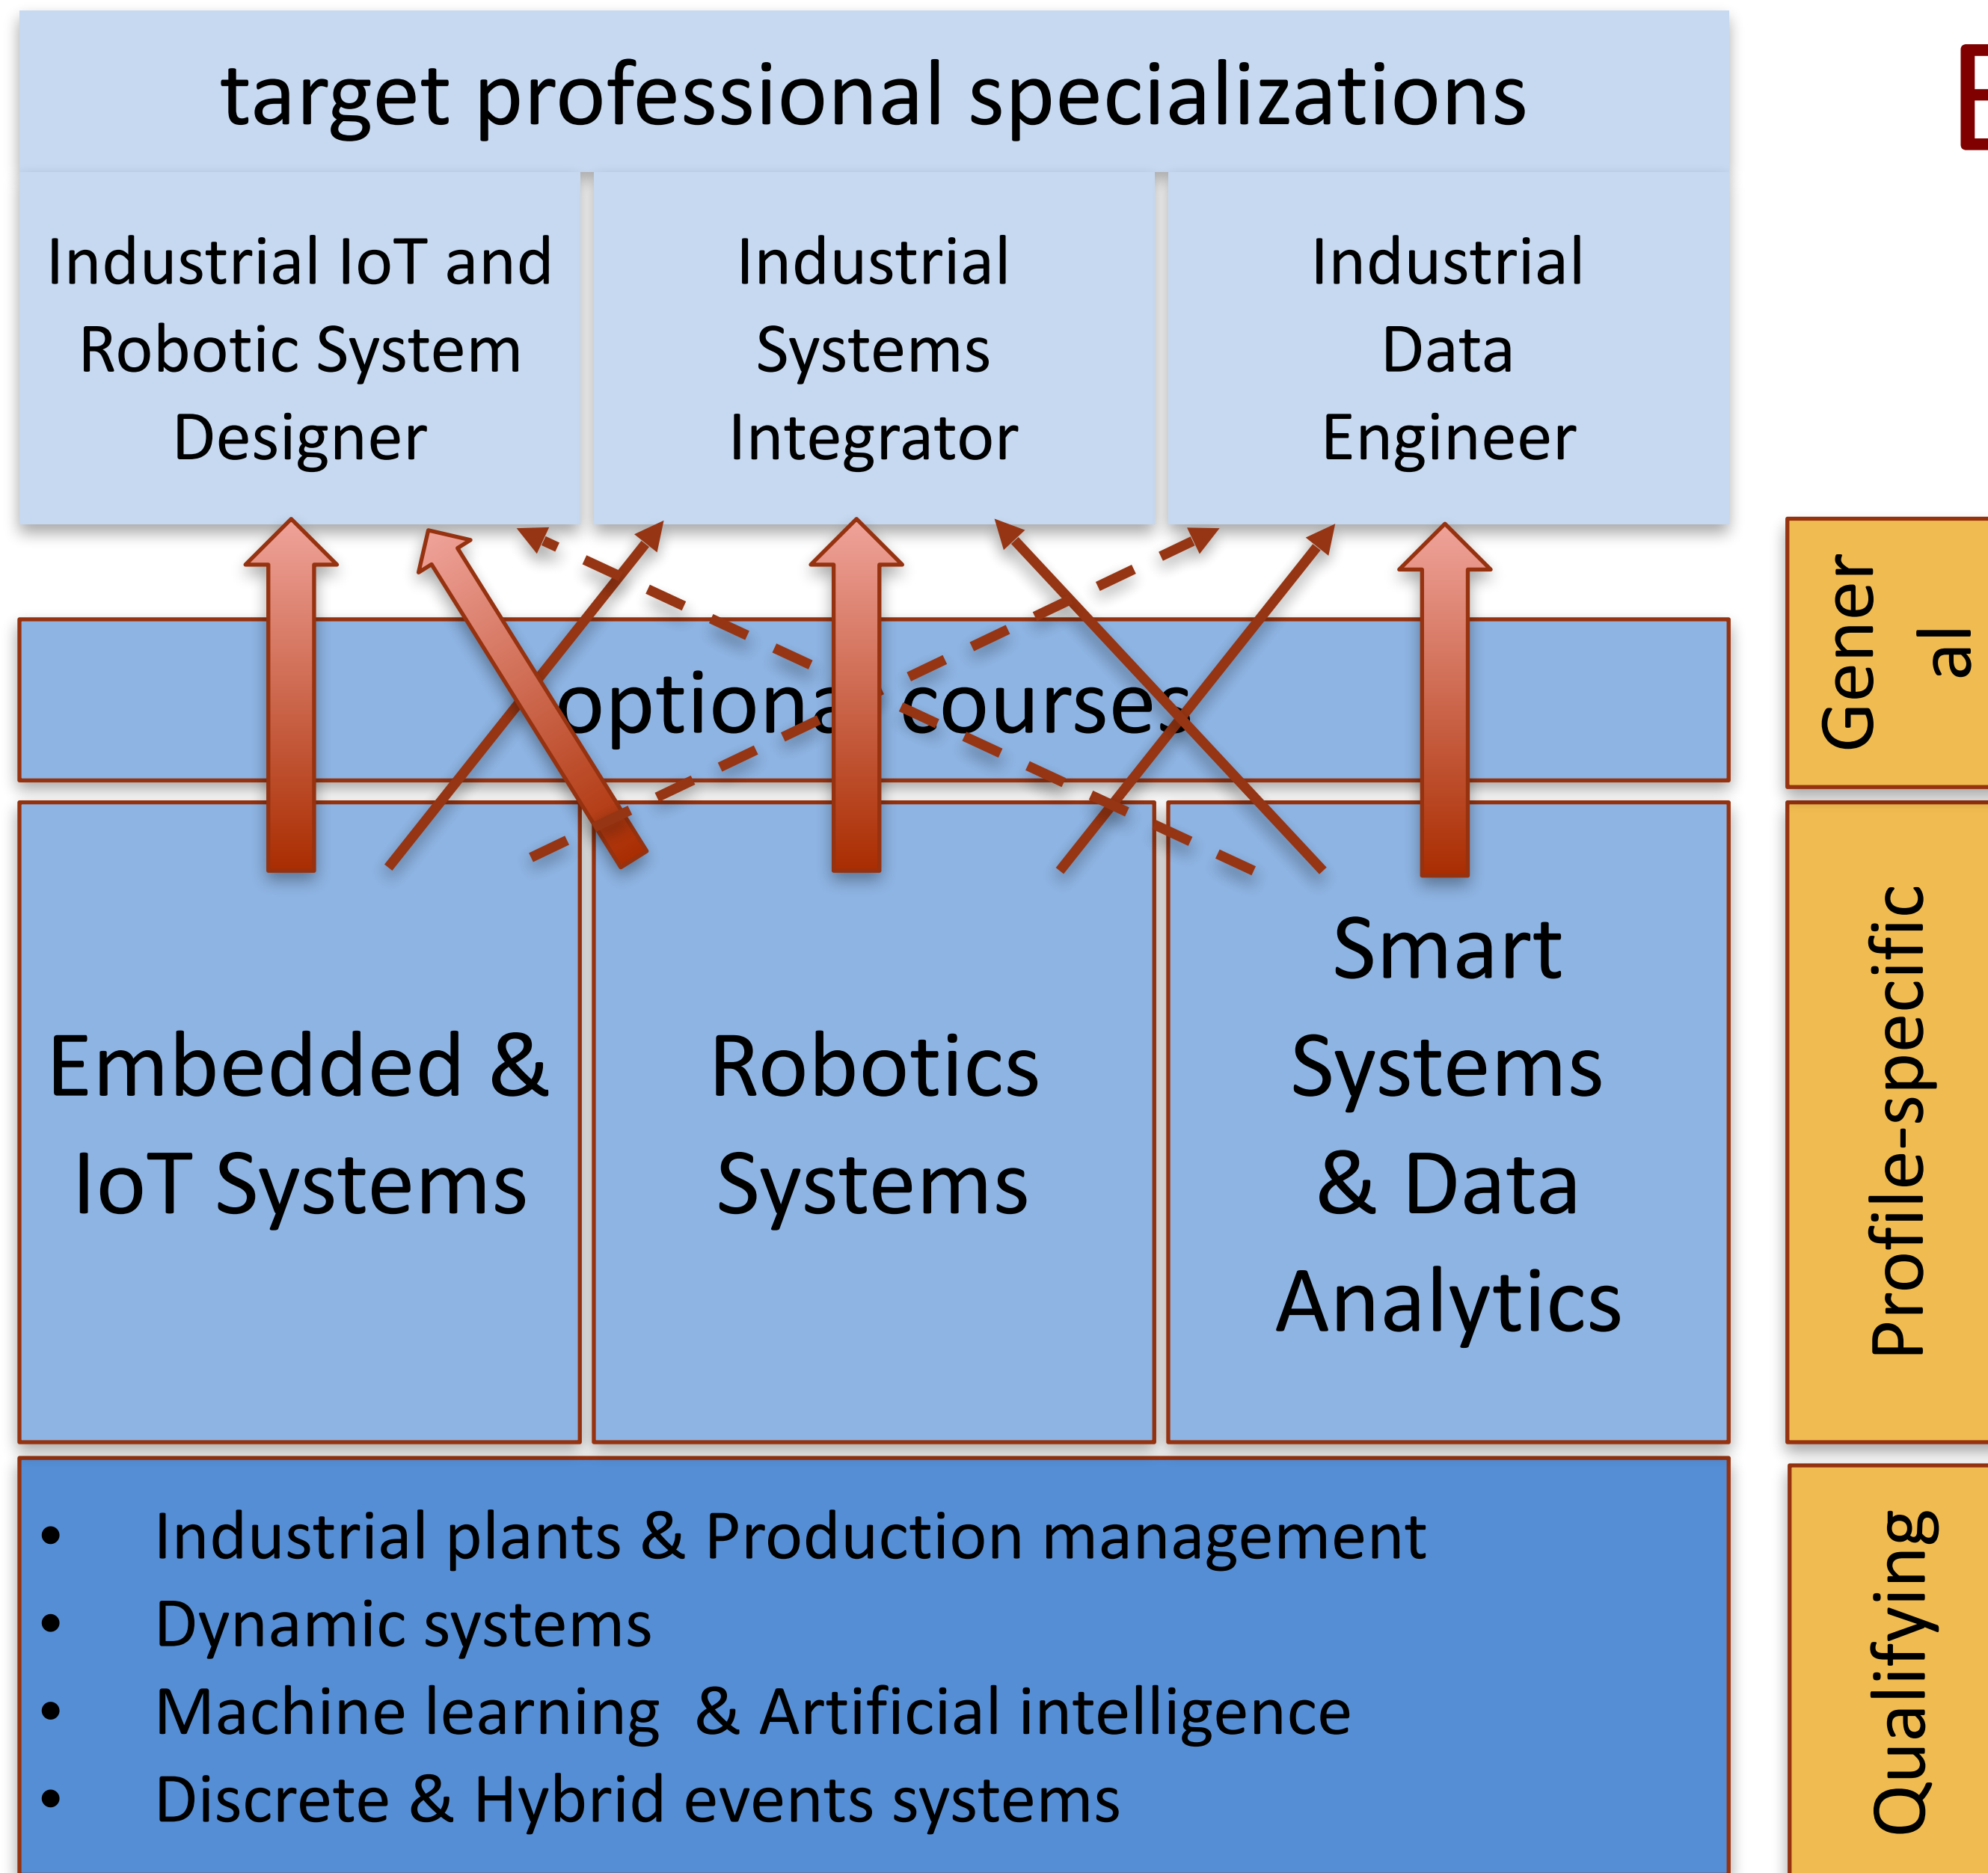 target professional specializations
Industrial IoT and
Robotic System
Designer
Industrial
Systems
Integrator
Industrial
Data
Engineer
optional courses
Embedded &
IoT Systems
Robotics
Systems
Smart
Systems
& Data
Analytics
• Industrial plants & Production management
• Dynamic systems
• Machine learning & Artificial intelligence
• Discrete & Hybrid events systems
E
Gener
al
Profile-specific
Qualifying